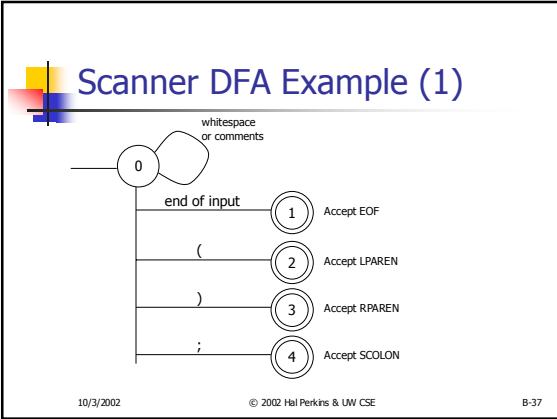 Scanner DFA Example (1)
whitespace
or comments
0
end of input
1
Accept EOF
(
2
Accept LPAREN
)
3
Accept RPAREN
;
4
Accept SCOLON
10/3/2002
© 2002 Hal Perkins & UW CSE
B-37